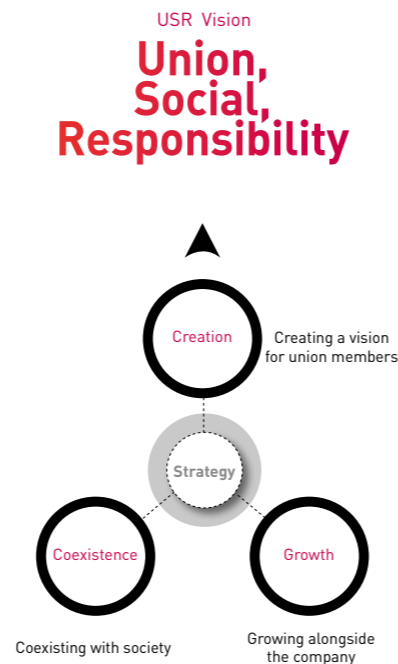 USR Vision
Union,
Social,
Responsibility
Creation
Creating a vision
for union members
Strategy
Coexistence
Growth
Coexisting with society
Growing alongside
the company